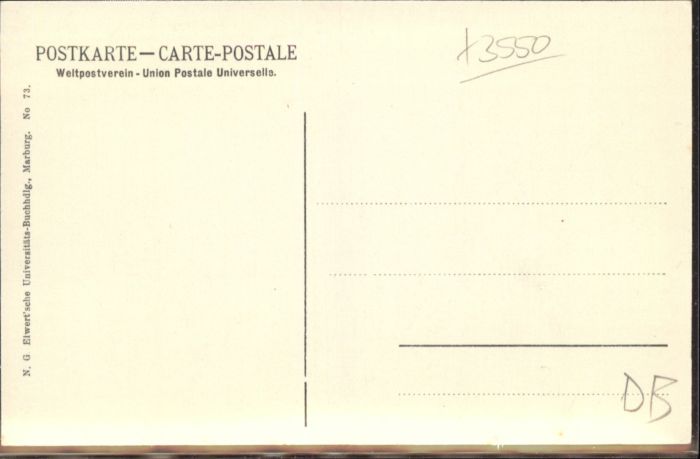 POSTKARTE — CARTE-POSTALE
Weltpostverein - Union Postale Universelle.
x3550
N. G Elwert'sche Universitäts-Buchhdlg., Marburg. No 73.
DB